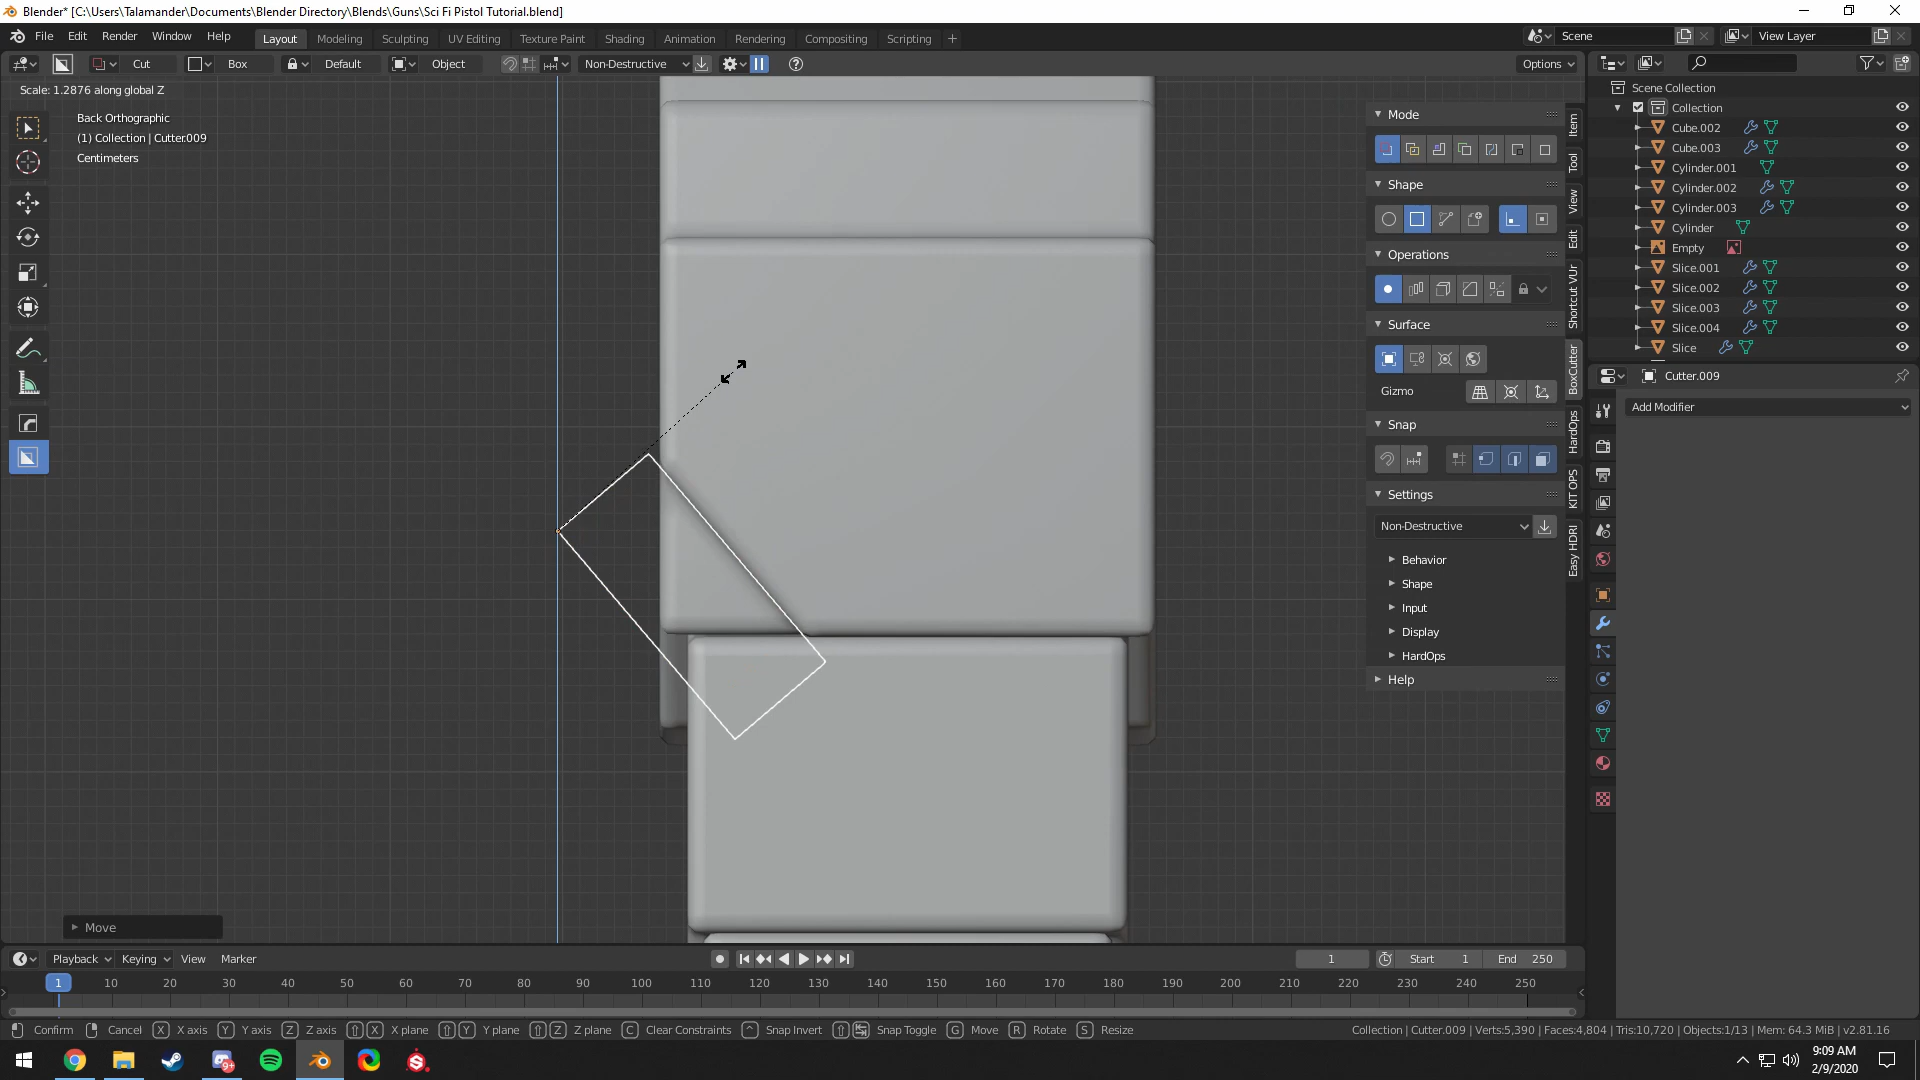 Blender* [C:\Users\Talamander\Documents\Blender Directory\Blends\Guns\Sci Fi Pistol Tutorial.blend]
File Edit Render Window Help Layout Modeling Sculpting UV Editing Texture Paint Shading Animation Rendering Compositing Scripting + Scene View Layer
Cut Box Default Object Non-Destructive Options
Scale: 1.2876 along global Z
Back Orthographic
(1) Collection | Cutter.009
Centimeters
Mode
Shape
Operations
Surface
Gizmo
Snap
Settings
Non-Destructive
Behavior
Shape
Input
Display
HardOps
Help
Item
Tool
View
Edit
Shortcut VUr
BoxCutter
HardOps
KIT OPS
Easy HDRI
Scene Collection
Collection
Cube.002
Cube.003
Cylinder.001
Cylinder.002
Cylinder.003
Cylinder
Empty
Slice.001
Slice.002
Slice.003
Slice.004
Slice
Cutter.009
Add Modifier
Move
Playback Keying View Marker 1 Start 1 End 250
1 10 20 30 40 50 60 70 80 90 100 110 120 130 140 150 160 170 180 190 200 210 220 230 240 250
Confirm Cancel X X axis Y Y axis Z Z axis X X plane Y Y plane Z Z plane C Clear Constraints Snap Invert Snap Toggle G Move R Rotate S Resize Collection | Cutter.009 | Verts:5,390 | Faces:4,804 | Tris:10,720 | Objects:1/13 | Mem: 64.3 MiB | v2.81.16
9:09 AM
2/9/2020